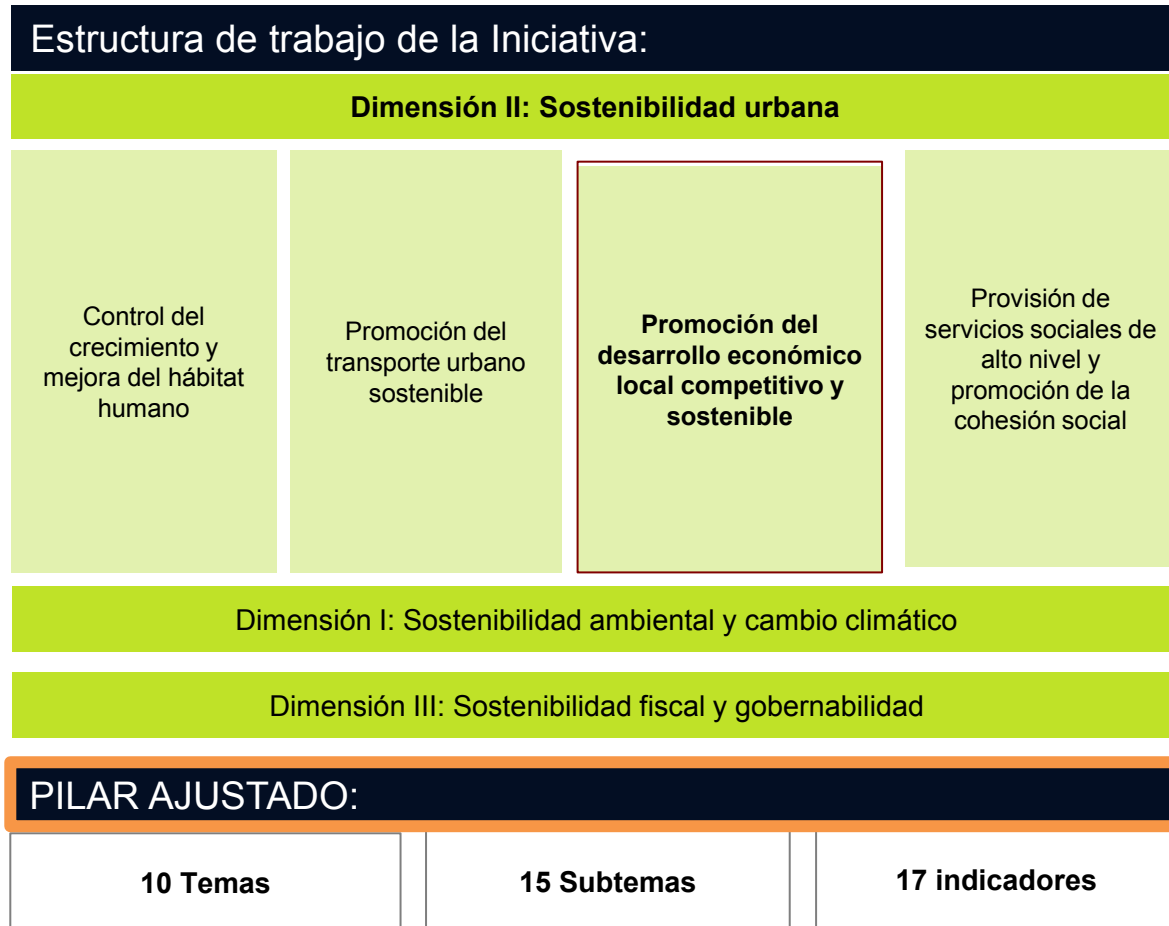 Estructura de trabajo de la Iniciativa:
Dimensión II: Sostenibilidad urbana
Control del
crecimiento y
mejora del hábitat
humano
Promoción del
transporte urbano
sostenible
Promoción del
desarrollo económico
local competitivo y
sostenible
Provisión de
servicios sociales de
alto nivel y
promoción de la
cohesión social
Dimensión I: Sostenibilidad ambiental y cambio climático
Dimensión III: Sostenibilidad fiscal y gobernabilidad
PILAR AJUSTADO:
10 Temas
15 Subtemas
17 indicadores